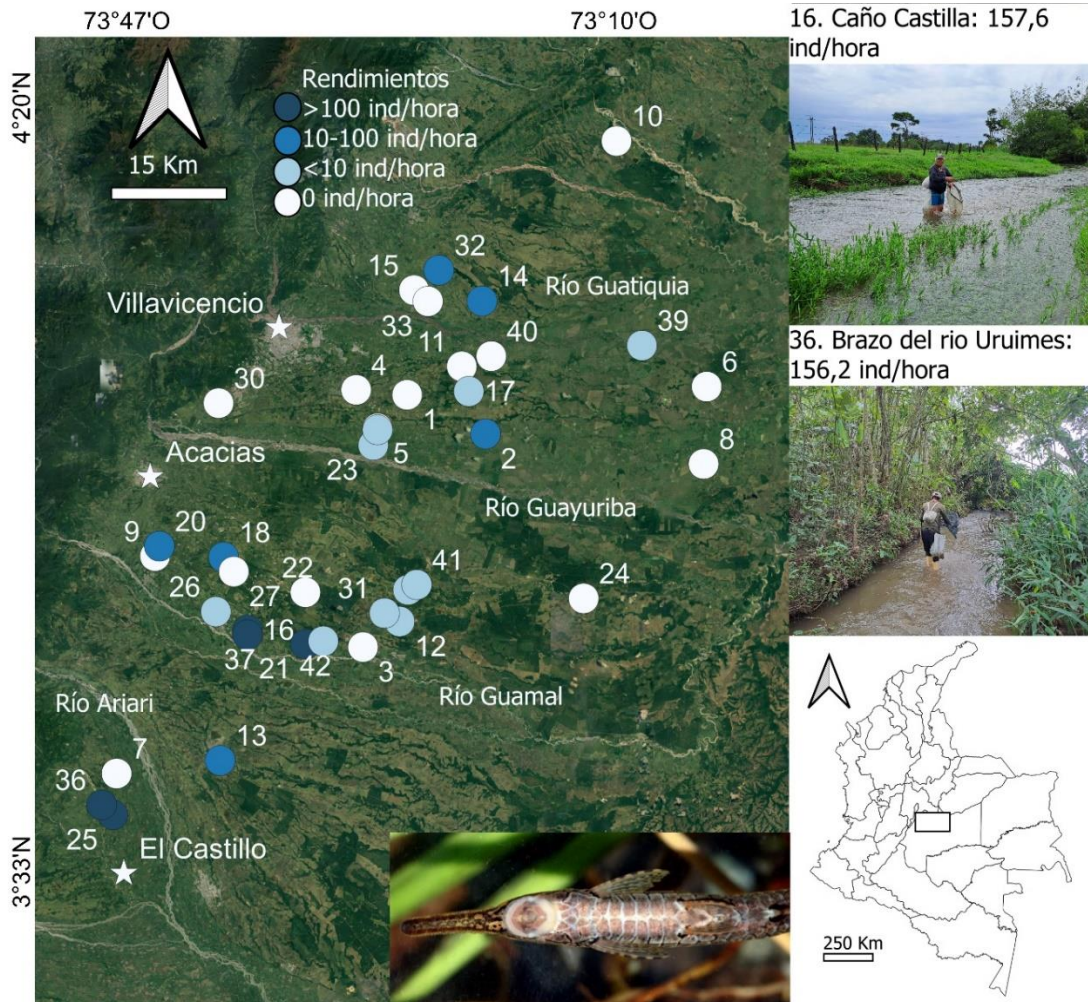 73°47'O
73°10'O
4°20'N
3°33'N
Rendimientos
>100 ind/hora
10-100 ind/hora
<10 ind/hora
0 ind/hora
15 Km
10
32
15
14
Río Guatiquia
Villavicencio
33
40
39
11
4
6
30
17
1
Acacias
23
5
2
8
Río Guayuriba
9
20
18
22
41
24
26
27
31
16
12
37
21
42
3
Río Guamal
Río Ariari
7
13
36
25
El Castillo
16. Caño Castilla: 157,6
ind/hora
36. Brazo del rio Uruimes:
156,2 ind/hora
250 Km